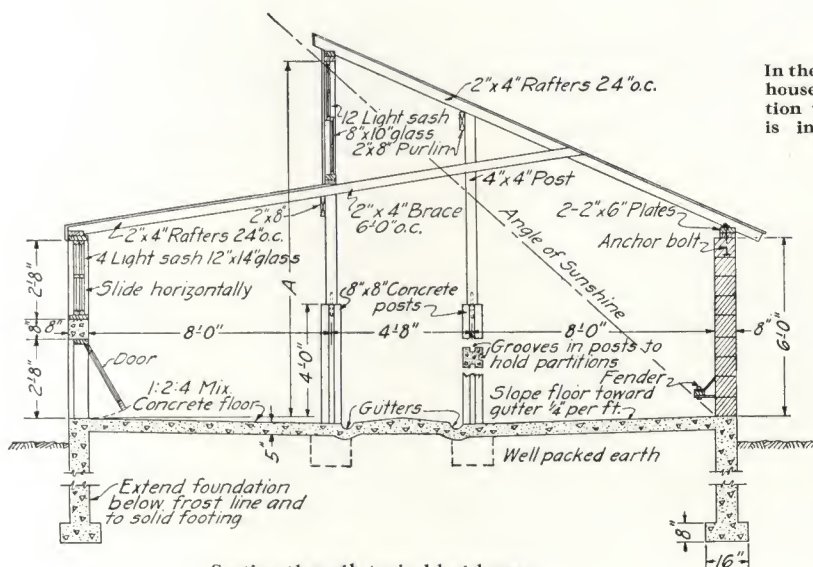 In the
house
tion
is in
2"x4" Rafters 24"o.c.
12 Light sash
8"x10"glass
2"x8" Purlin
4"x4" Post
2"x8"
2"x4" Brace
6'-0"o.c.
2-2"x6" Plates
Anchor bolt
2"x4" Rafters 24"o.c.
4 Light sash 12"x14"glass
Slide horizontally
Angle of Sunshine
A
2'-8"
8"
8"
8'-0"
8"x8"Concrete
posts
4'-8"
8'-0"
8"
6'-0"
2'-8"
4'-0"
Door
Grooves in posts to
hold partitions
Fender
1:2:4 Mix.
Concrete floor
Gutters
Slope floor toward
gutter ¼" per ft.
5"
Well packed earth
Extend foundation
below frost line and
to solid footing
8"
16"